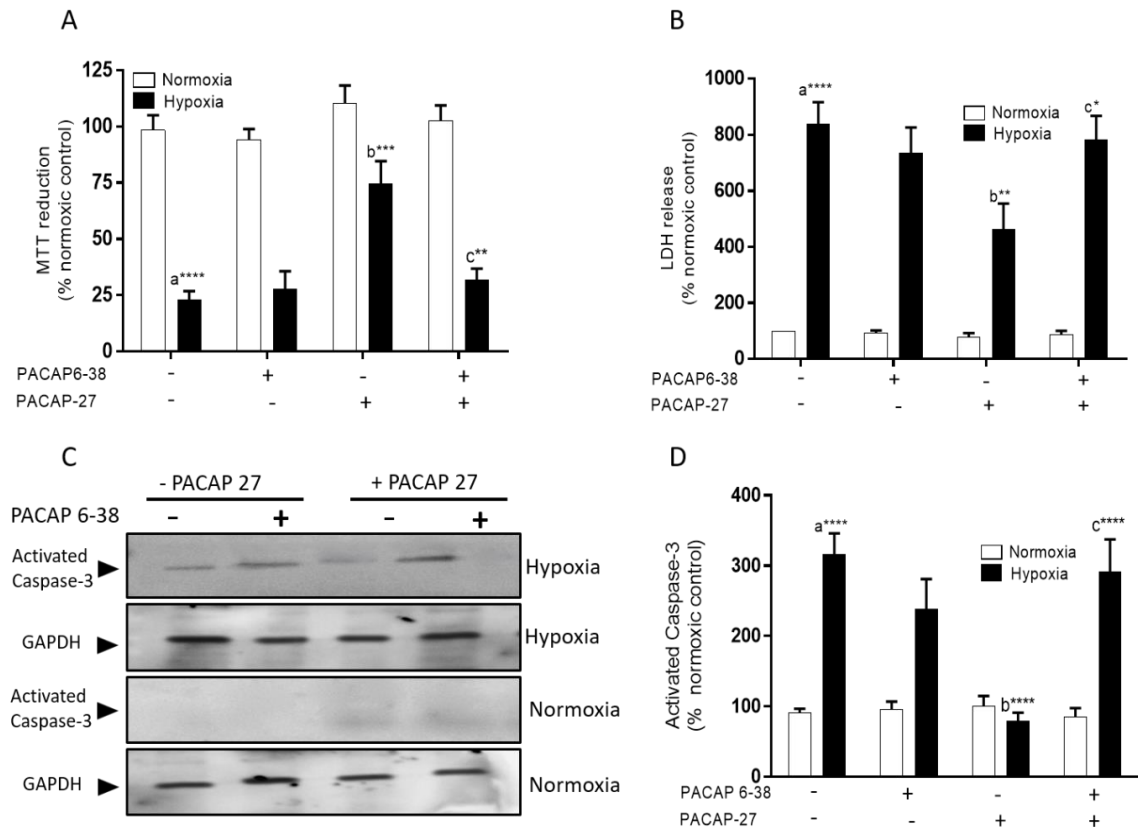 A
125
100
75
50
25
0
MTT reduction
(% normoxic control)
Normoxia
Hypoxia
a****
b***
c**
PACAP6-38 - + - +
PACAP-27 - - + +
B
1000
800
600
400
200
0
LDH release
(% normoxic control)
Normoxia
Hypoxia
a****
b**
c*
PACAP6-38 - + - +
PACAP-27 - - + +
C
- PACAP 27 + PACAP 27
PACAP 6-38 - + - +
Activated
Caspase-3
Hypoxia
GAPDH
Hypoxia
Activated
Caspase-3
Normoxia
GAPDH
Normoxia
D
400
300
200
100
0
Activated Caspase-3
(% normoxic control)
Normoxia
Hypoxia
a****
b****
c****
PACAP 6-38 - + - +
PACAP-27 - - + +